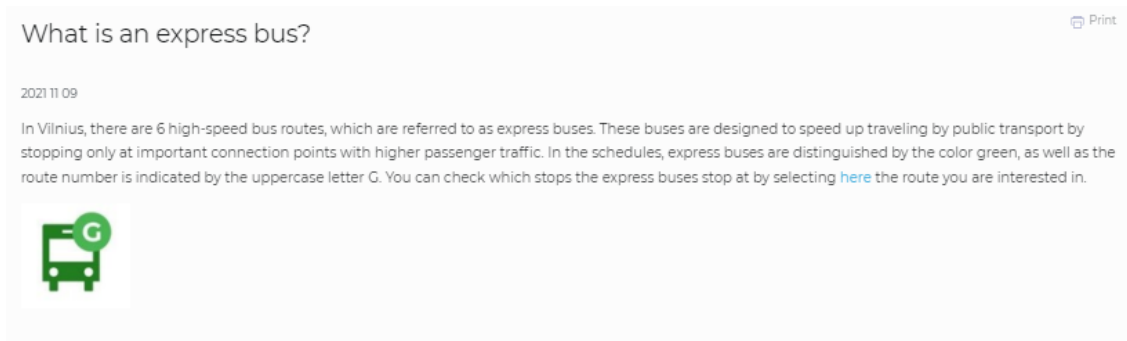 Print
What is an express bus?
2021 11 09
In Vilnius, there are 6 high-speed bus routes, which are referred to as express buses. These buses are designed to speed up traveling by public transport by
stopping only at important connection points with higher passenger traffic. In the schedules, express buses are distinguished by the color green, as well as the
route number is indicated by the uppercase letter G. You can check which stops the express buses stop at by selecting here the route you are interested in.
G